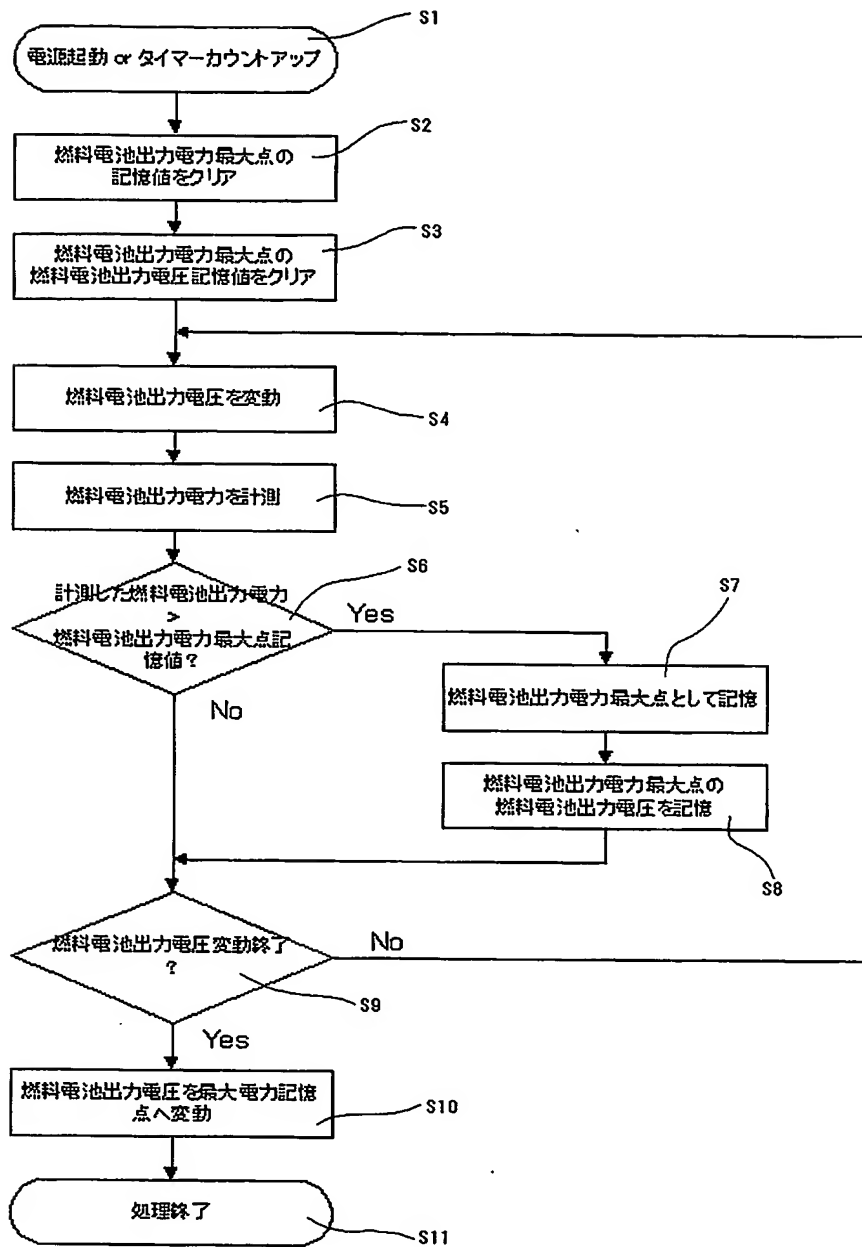 S1
電源起動 or タイマーカウントアップ
S2
燃料電池出力電力最大点の
記憶値をクリア
S3
燃料電池出力電力最大点の
燃料電池出力電圧記憶値をクリア
燃料電池出力電圧を変動
S4
燃料電池出力電力を計測
S5
S6
計測した燃料電池出力電力
>
燃料電池出力電力最大点記
憶値?
Yes
No
S7
燃料電池出力電力最大点として記憶
燃料電池出力電力最大点の
燃料電池出力電圧を記憶
S8
燃料電池出力電圧変動終了
?
No
S9
Yes
燃料電池出力電圧を最大電力記憶
点へ変動
S10
処理終了
S11